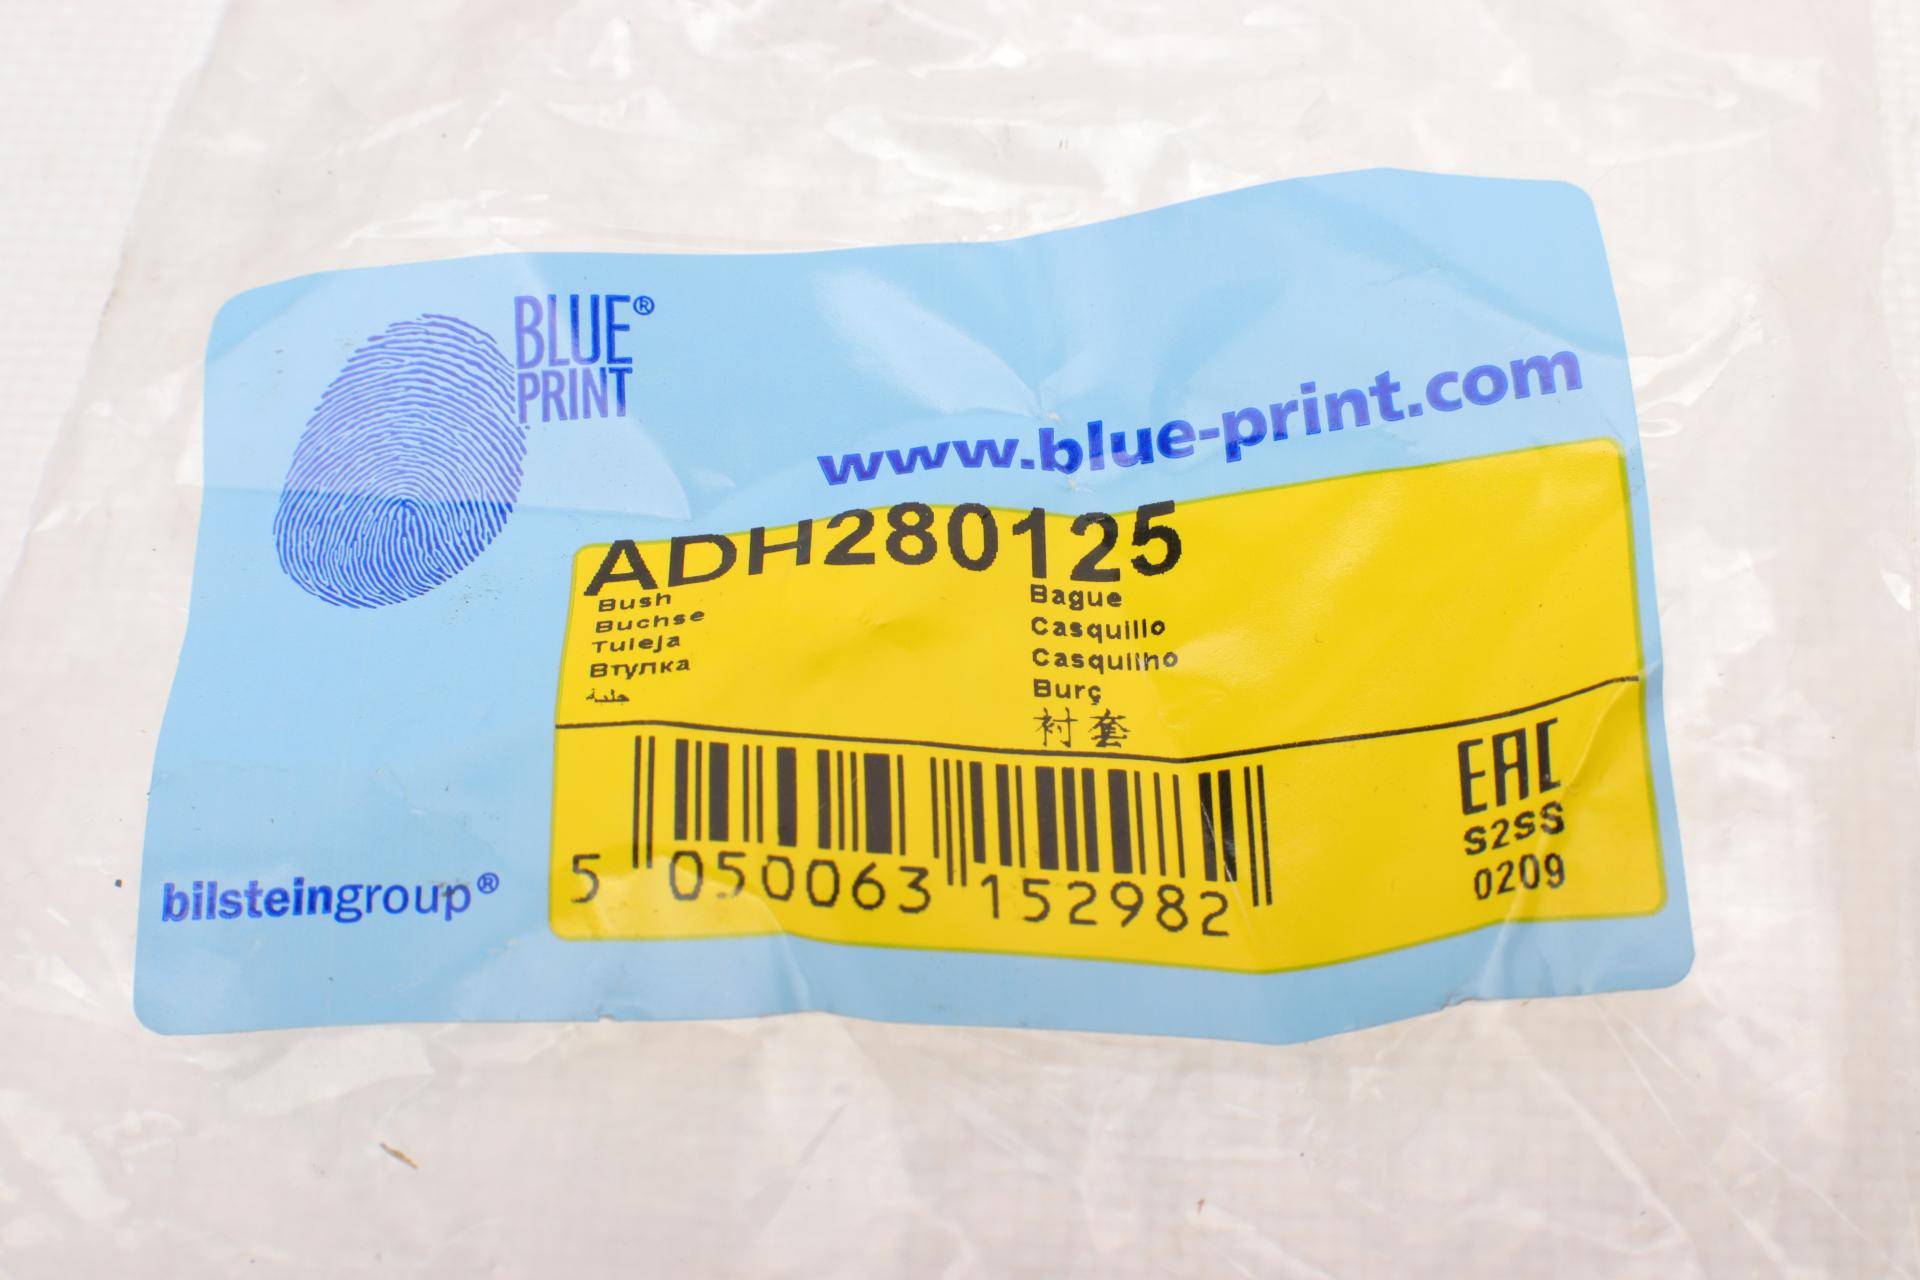 BLUE®
PRINT
www.blue-print.com
ADH280125
Bush
Buchse
Tuleja
Втулка
جلبة
Bague
Casquillo
Casquilho
Burç
衬套
5 050063 152982
EAC
S2SS
0209
bilsteingroup®